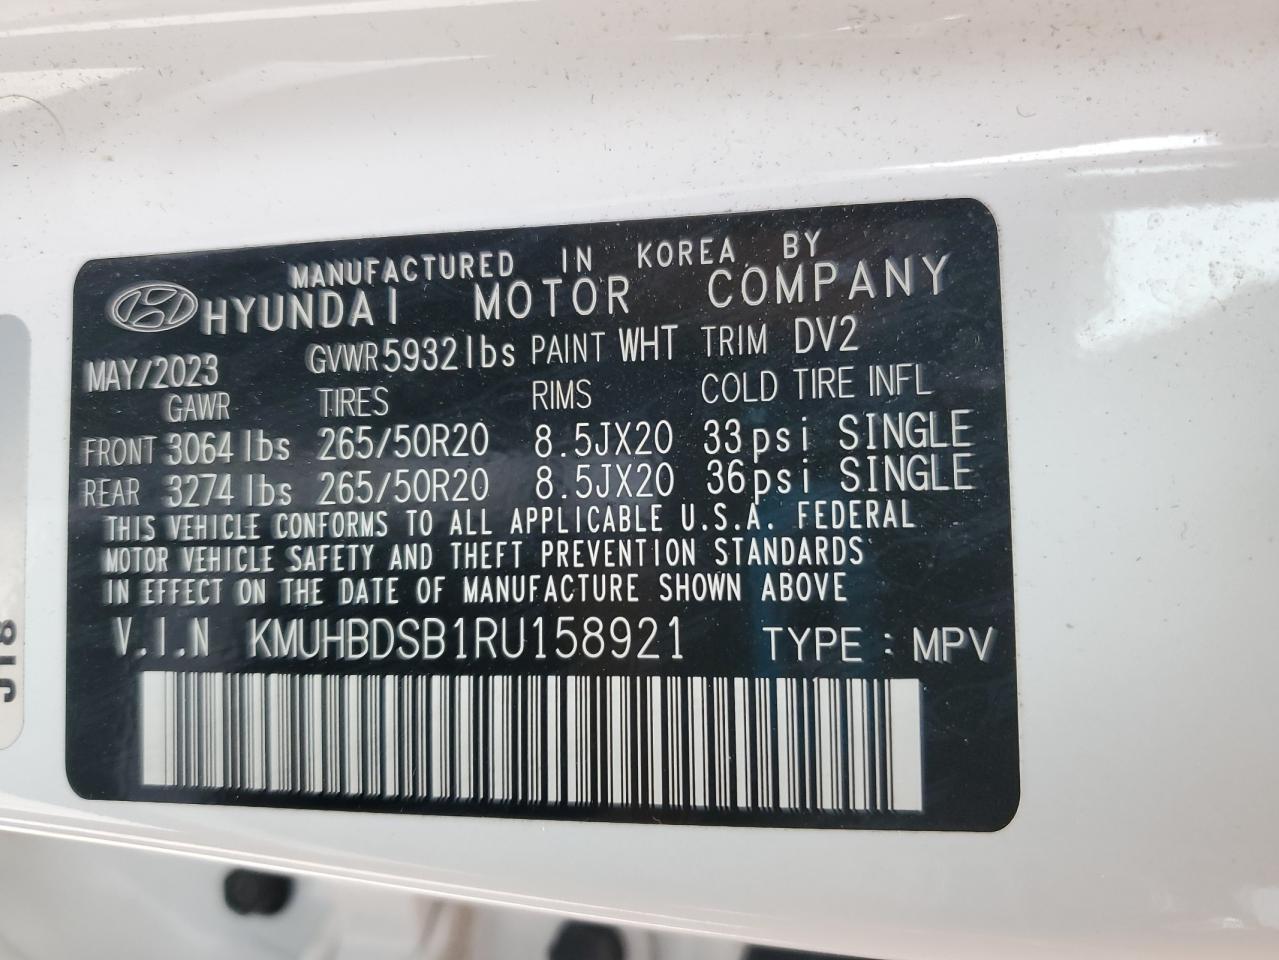 MANUFACTURED IN KOREA BY
HYUNDAI MOTOR COMPANY
MAY/2023 GVWR 5932lbs PAINT WHT TRIM DV2
GAWR TIRES RIMS COLD TIRE INFL
FRONT 3064lbs 265/50R20 8.5JX20 33psi SINGLE
REAR 3274lbs 265/50R20 8.5JX20 36psi SINGLE
THIS VEHICLE CONFORMS TO ALL APPLICABLE U.S.A. FEDERAL
MOTOR VEHICLE SAFETY AND THEFT PREVENTION STANDARDS
IN EFFECT ON THE DATE OF MANUFACTURE SHOWN ABOVE
V.I.N KMUHBDSB1RU158921 TYPE : MPV